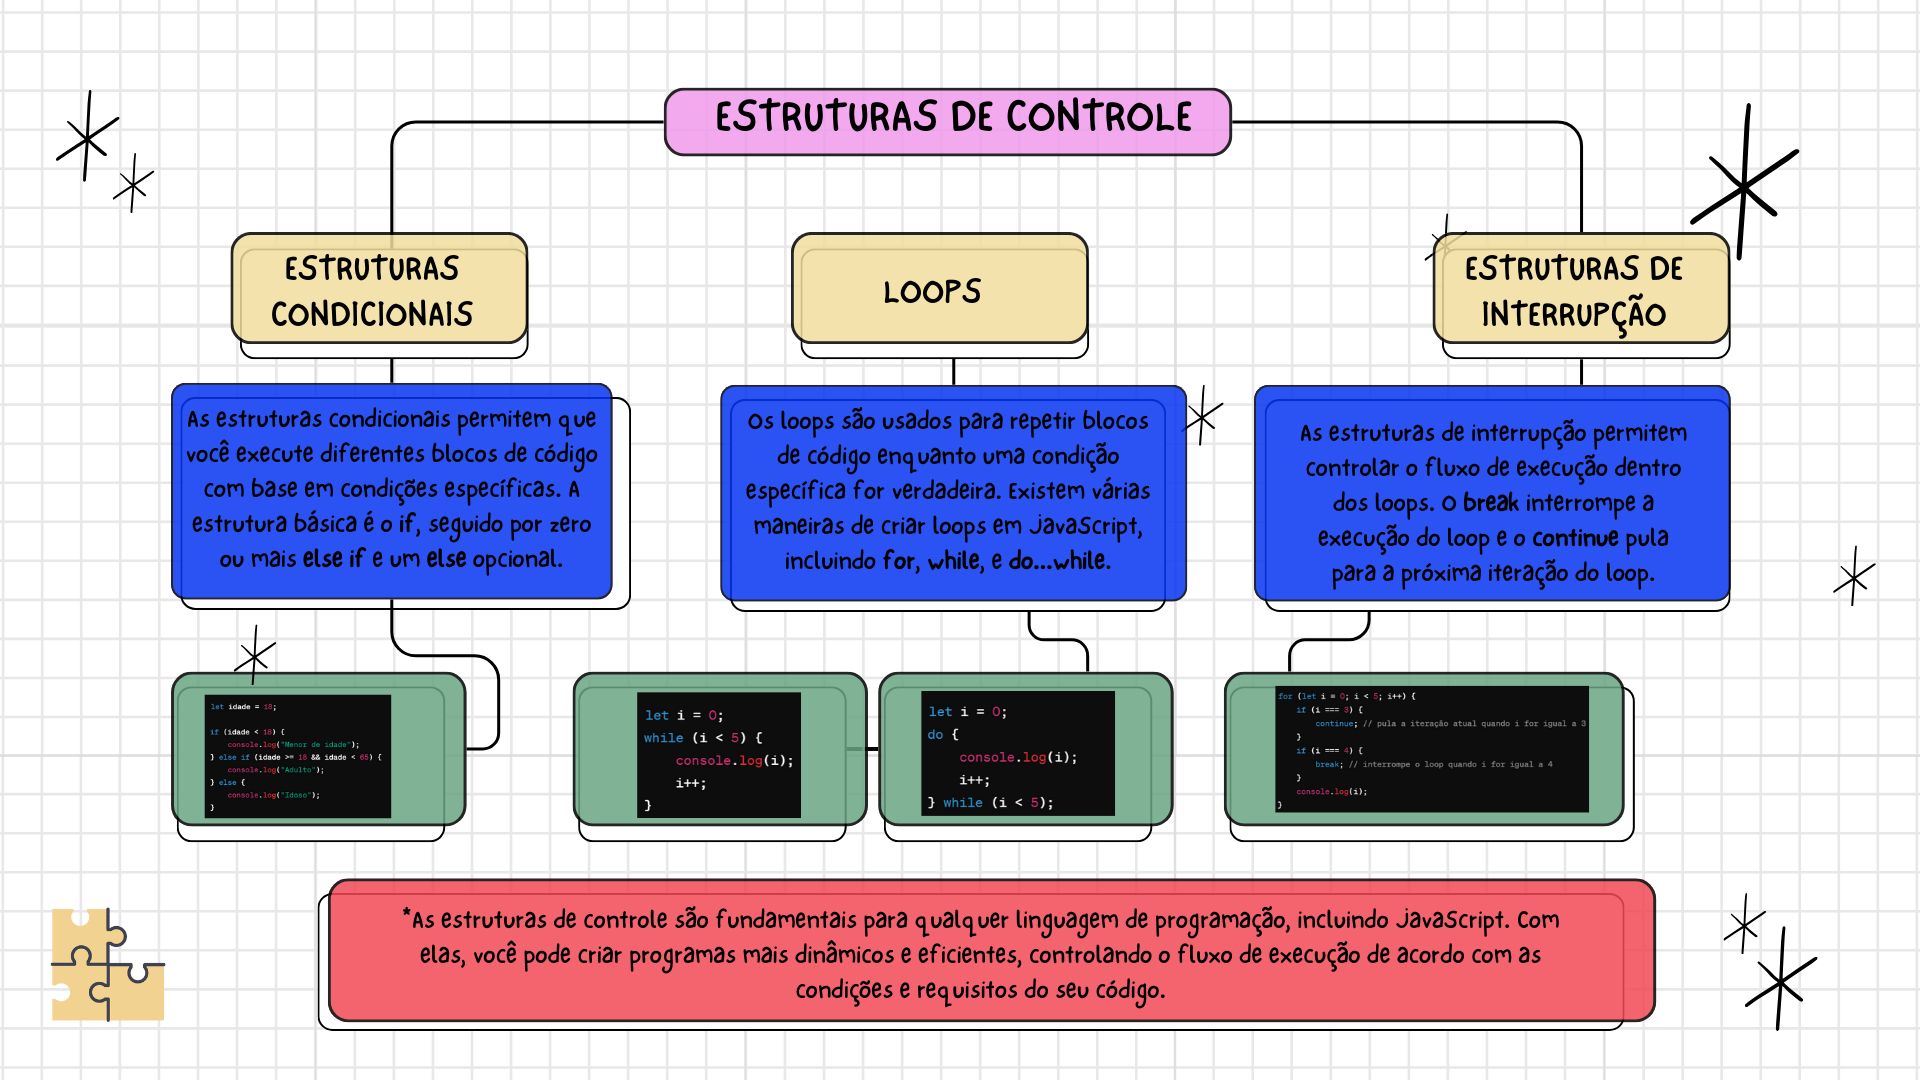 ESTRUTURAS DE CONTROLE
ESTRUTURAS
CONDICIONAIS
As estruturas condicionais permitem que
você execute diferentes blocos de código
com base em condições específicas. A
estrutura básica é o if, seguido por zero
ou mais else if e um else opcional.
let idade = 18;
if (idade < 18) {
console.log("Menor de idade");
} else if (idade >= 18 && idade < 65) {
console.log("Adulto");
} else {
console.log("Idoso");
}
LOOPS
Os loops são usados para repetir blocos
de código enquanto uma condição
específica for verdadeira. Existem várias
maneiras de criar loops em JavaScript,
incluindo for, while, e do...while.
let i = 0;
while (i < 5) {
console.log(i);
i++;
}
let i = 0;
do {
console.log(i);
i++;
} while (i < 5);
ESTRUTURAS DE
INTERRUPÇÃO
As estruturas de interrupção permitem
controlar o fluxo de execução dentro
dos loops. O break interrompe a
execução do loop e o continue pula
para a próxima iteração do loop.
for (let i = 0; i < 5; i++) {
if (i === 3) {
continue; // pula a iteração atual quando i for igual a 3
}
if (i === 4) {
break; // interrompe o loop quando i for igual a 4
}
console.log(i);
}
*As estruturas de controle são fundamentais para qualquer linguagem de programação, incluindo JavaScript. Com
elas, você pode criar programas mais dinâmicos e eficientes, controlando o fluxo de execução de acordo com as
condições e requisitos do seu código.